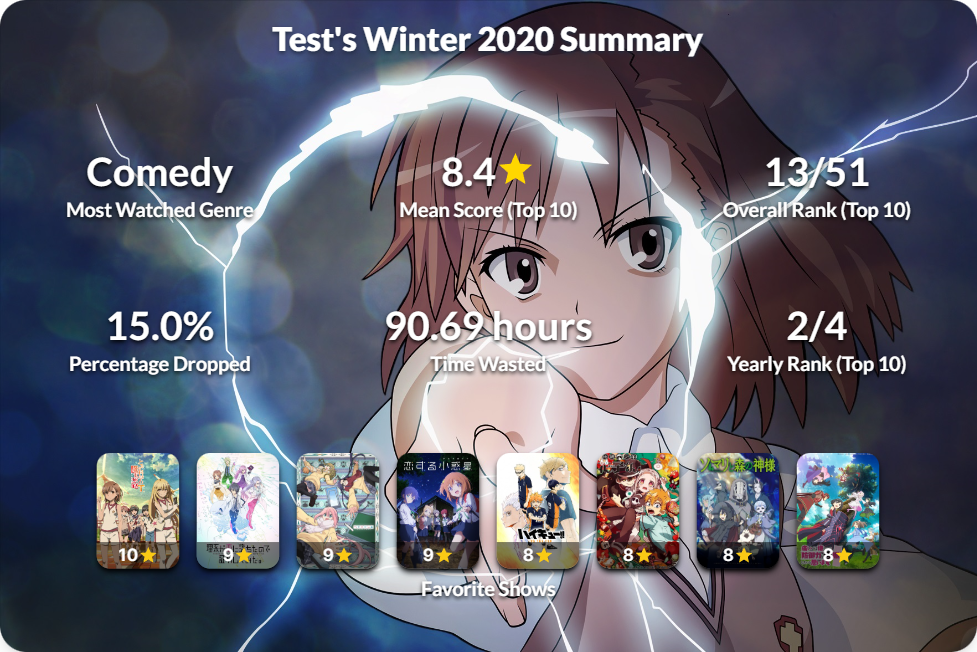 Test's Winter 2020 Summary
Comedy
Most Watched Genre
8.4
Mean Score (Top 10)
13/51
Overall Rank (Top 10)
15.0%
Percentage Dropped
90.69 hours
Time Wasted
2/4
Yearly Rank (Top 10)
恋する小惑星
ハイキュー!!
ソマリと森の神様
10
9
9
9
8
8
8
8
Favorite Shows